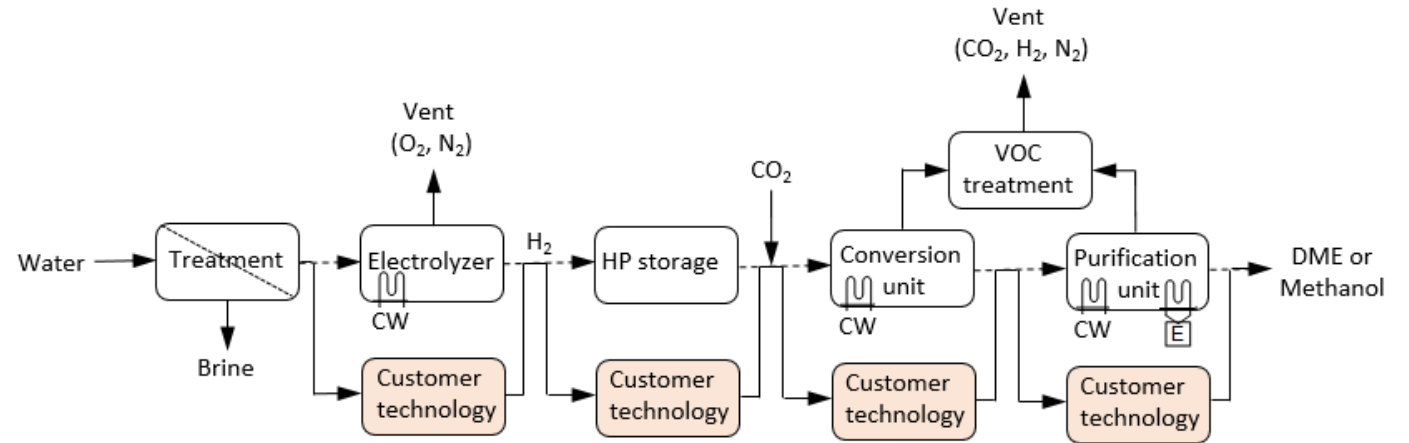 Vent
(CO₂, H₂, N₂)
Vent
(O₂, N₂)
VOC
treatment
CO₂
Water
Treatment
Electrolyzer
CW
H₂
HP storage
Conversion
unit
CW
Purification
unit
CW
E
DME or
Methanol
Brine
Customer
technology
Customer
technology
Customer
technology
Customer
technology